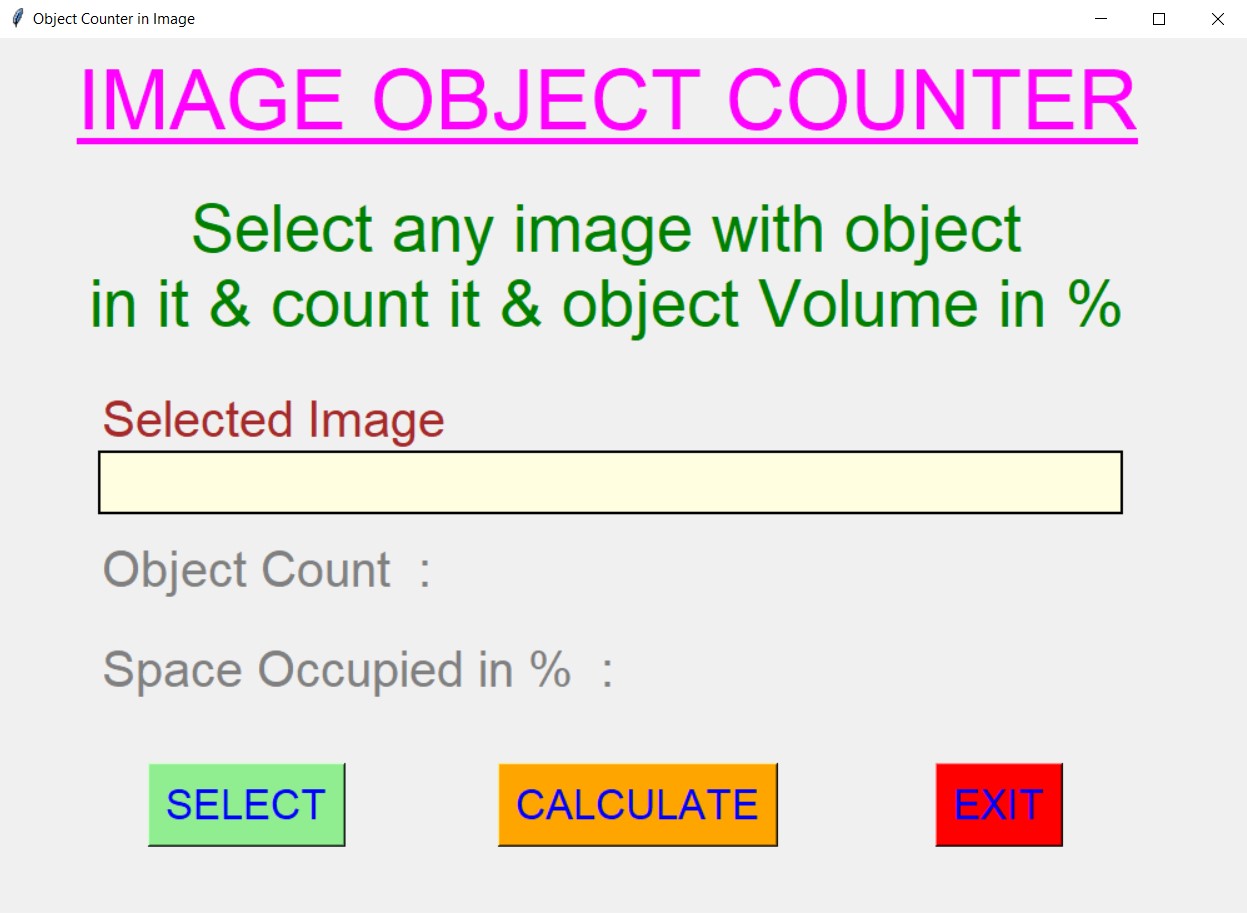 Object Counter in Image
IMAGE OBJECT COUNTER
Select any image with object
in it & count it & object Volume in %
Selected Image
Object Count  :
Space Occupied in %  :
SELECT
CALCULATE
EXIT